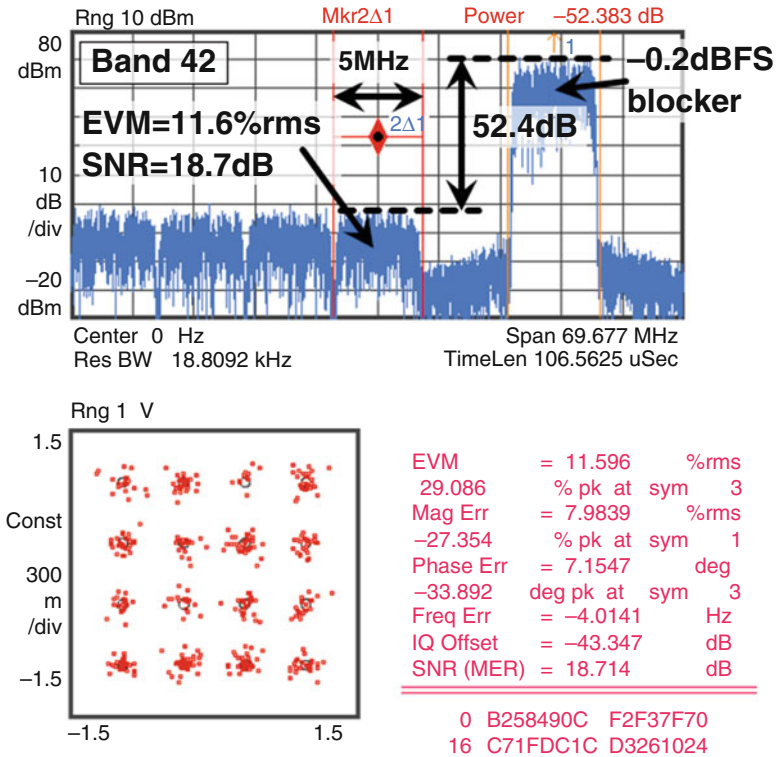 Rng 10 dBm Mkr2Δ1 Power −52.383 dB
80
dBm
Band 42
5MHz
1
−0.2dBFS
blocker
EVM=11.6%rms
2Δ1
52.4dB
SNR=18.7dB
10
dB
/div
−20
dBm
Center 0 Hz Span 69.677 MHz
Res BW 18.8092 kHz TimeLen 106.5625 uSec
Rng 1 V
1.5
Const
300
m
/div
−1.5
−1.5 1.5
EVM = 11.596 %rms
29.086 % pk at sym 3
Mag Err = 7.9839 %rms
−27.354 % pk at sym 1
Phase Err = 7.1547 deg
−33.892 deg pk at sym 3
Freq Err = −4.0141 Hz
IQ Offset = −43.347 dB
SNR (MER) = 18.714 dB
0 B258490C F2F37F70
16 C71FDC1C D3261024